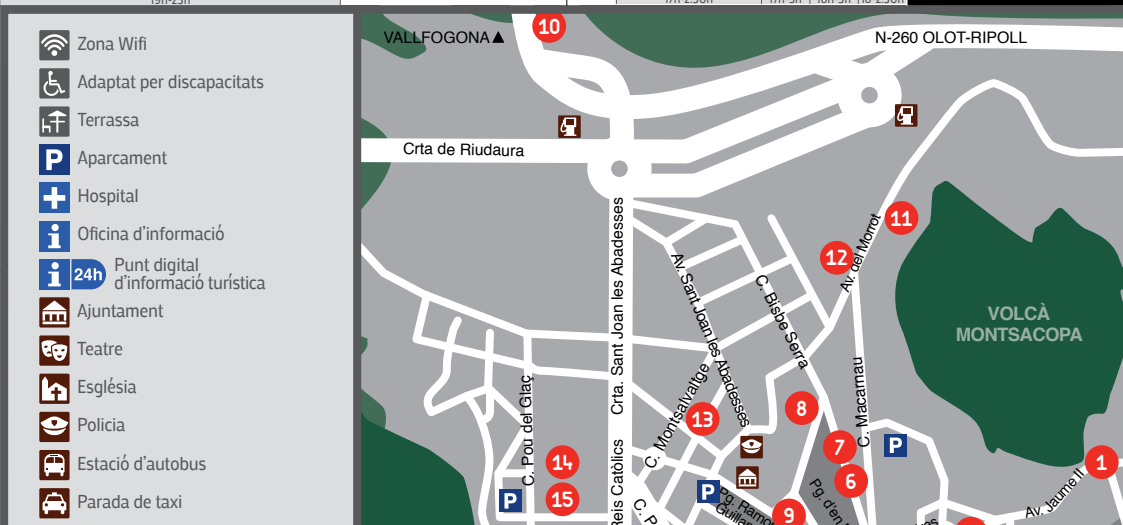 19h-23h
Zona Wifi
Adaptat per discapacitats
Terrassa
P Aparcament
Hospital
i Oficina d'informació
i 24h Punt digital
d'informació turística
Ajuntament
Teatre
Església
Policia
Estació d'autobus
Parada de taxi
VALLFOGONA▲
10
N-260 OLOT-RIPOLL
Crta de Riudaura
11
12
Av. del Morrot
Crta. Sant Joan les Abadesses
Av. Sant Joan les Abadesses
C. Bisbe Serra
VOLCÀ
MONTSACOPA
C. Macarnau
C. Montsalvatge
C. Pou del Glaç
8
13
7
P
14
1
6
15
P
P
9
Reis Catòlics
Av. Jaume II
Pg. d'en
Pg. Ramon
Guillem